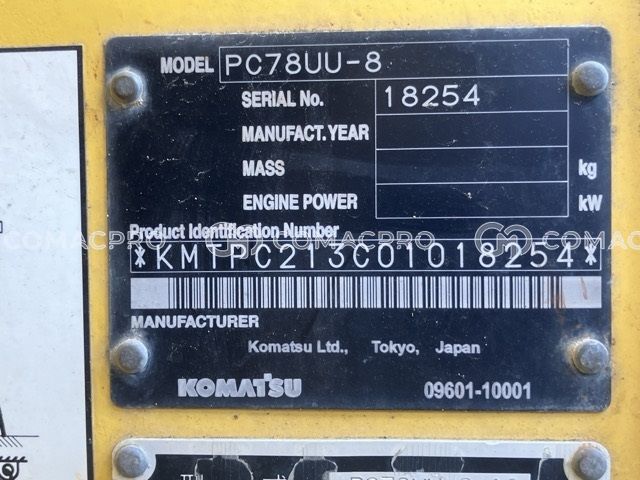 MODEL PC78UU-8
SERIAL No. 18254
MANUFACT.YEAR
MASS kg
ENGINE POWER kW
Product Identification Number
COMACPRO COMACPRO COMACPRO
*KMTPC213C01018254*
MANUFACTURER
Komatsu Ltd., Tokyo, Japan
KOMATSU 09601-10001